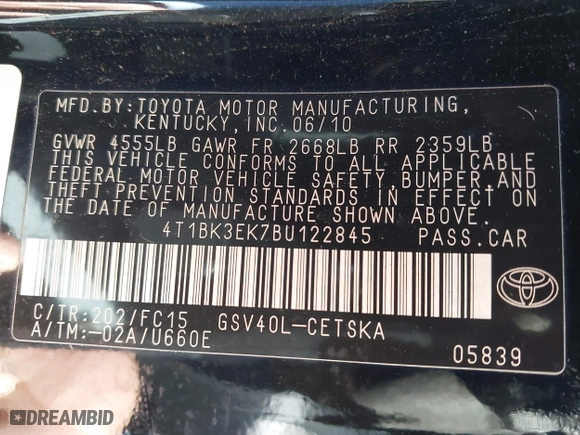 MFD.BY:TOYOTA MOTOR MANUFACTURING,
KENTUCKY,INC.06/10
GVWR 4555LB GAWR FR 2668LB RR 2359LB
THIS VEHICLE CONFORMS TO ALL APPLICABLE
FEDERAL MOTOR VEHICLE SAFETY,BUMPER,AND
THEFT PREVENTION STANDARDS IN EFFECT ON
THE DATE OF MANUFACTURE SHOWN ABOVE.
4T1BK3EK7BU122845 PASS.CAR
C/TR:202/FC15 GSV40L-CETSKA
A/TM:-02A/U660E
05839
DREAMBID